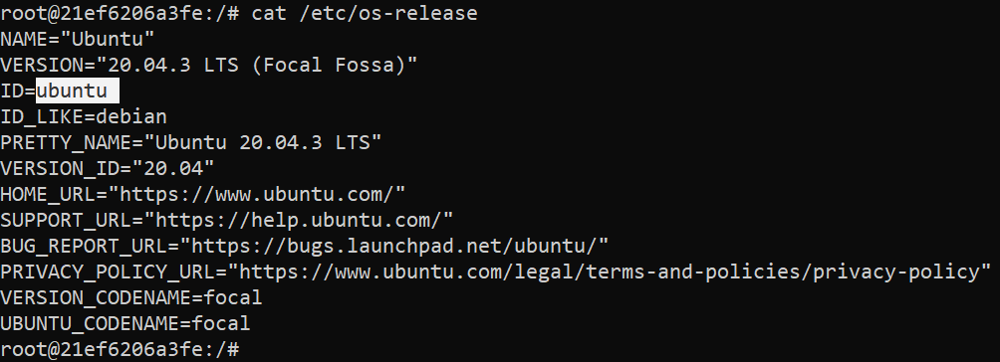 root@21ef6206a3fe:/# cat /etc/os-release
NAME="Ubuntu"
VERSION="20.04.3 LTS (Focal Fossa)"
ID=ubuntu
ID_LIKE=debian
PRETTY_NAME="Ubuntu 20.04.3 LTS"
VERSION_ID="20.04"
HOME_URL="https://www.ubuntu.com/"
SUPPORT_URL="https://help.ubuntu.com/"
BUG_REPORT_URL="https://bugs.launchpad.net/ubuntu/"
PRIVACY_POLICY_URL="https://www.ubuntu.com/legal/terms-and-policies/privacy-policy"
VERSION_CODENAME=focal
UBUNTU_CODENAME=focal
root@21ef6206a3fe:/#